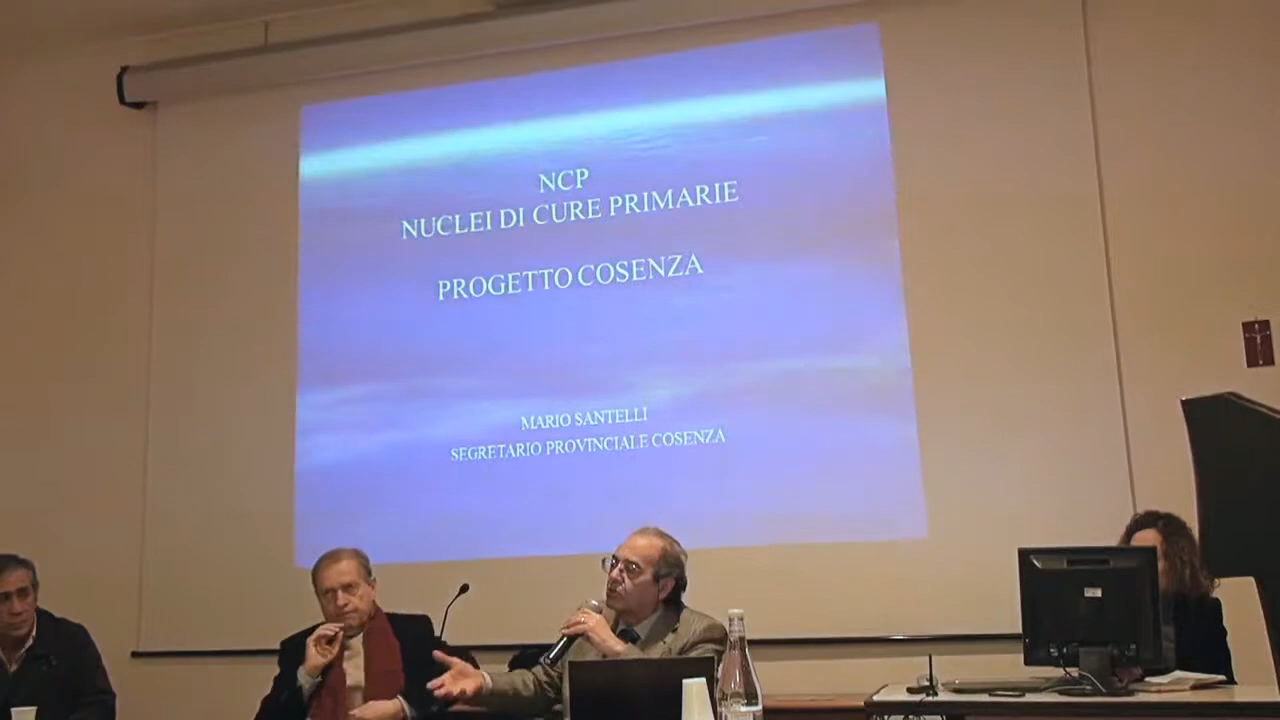 NCP
NUCLEI DI CURE PRIMARIE
PROGETTO COSENZA
MARIO SANTELLI
SEGRETARIO PROVINCIALE COSENZA